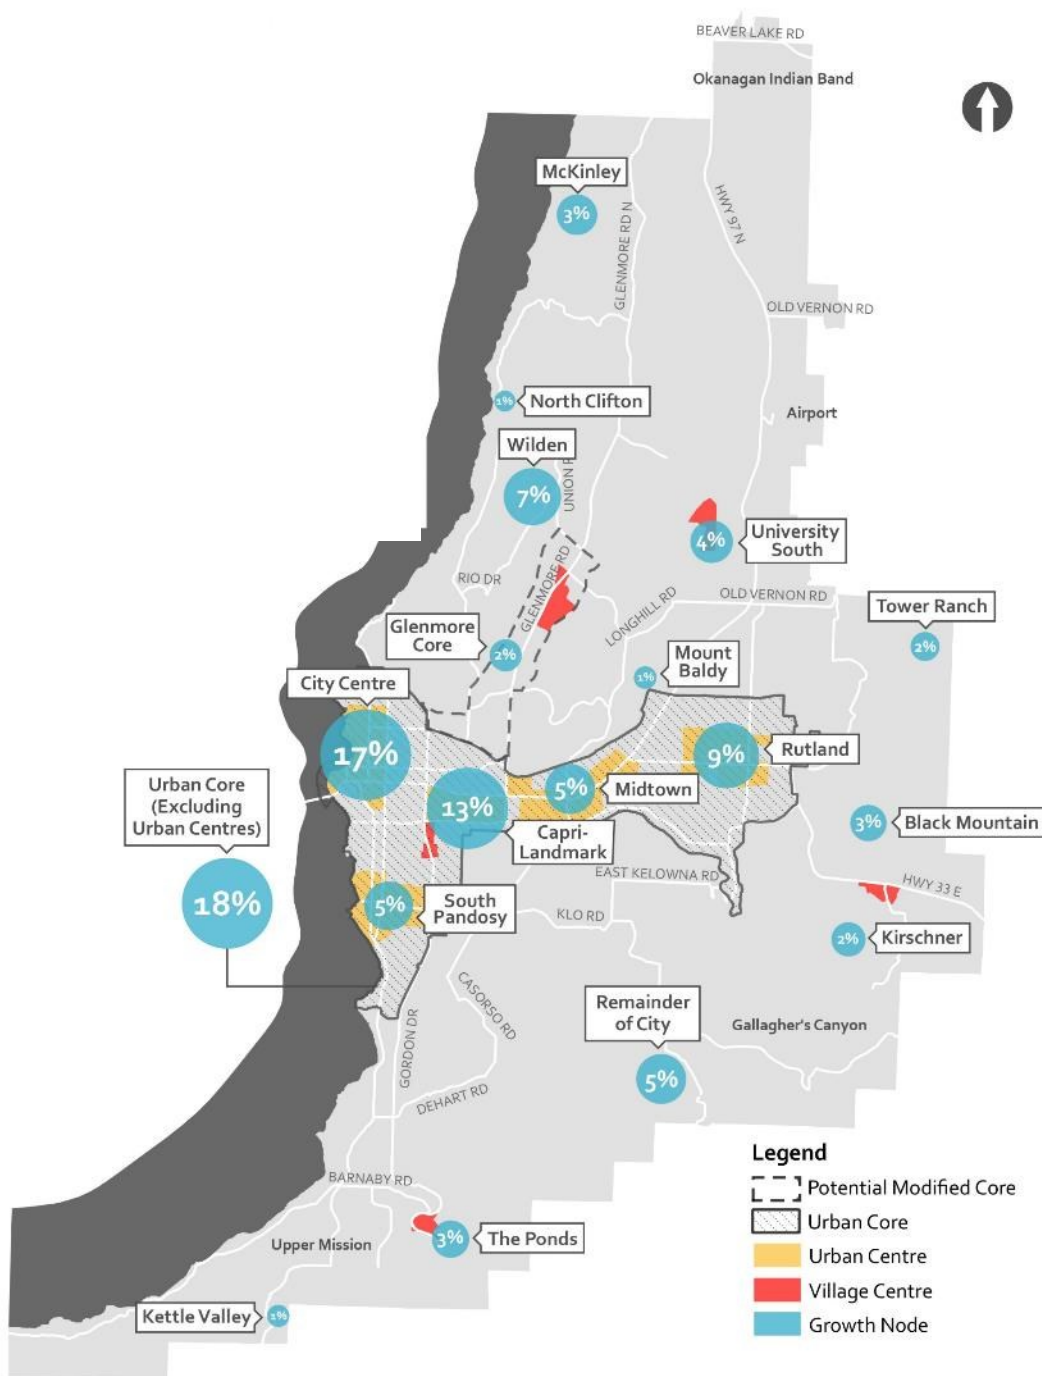 BEAVER LAKE RD
Okanagan Indian Band
McKinley
3%
GLENMORE RD N
HWY 97 N
OLD VERNON RD
1%
North Clifton
Airport
Wilden
7%
UNION R
4%
University
South
RIO DR
GLENMORE RD
LONGHILL RD
OLD VERNON RD
Tower Ranch
2%
Glenmore
Core
2%
Mount
Baldy
1%
City Centre
17%
9%
Rutland
Urban Core
(Excluding
Urban Centres)
18%
13%
5%
Midtown
Capri-
Landmark
3%
Black Mountain
EAST KELOWNA RD
HWY 33 E
5%
South
Pandosy
KLO RD
2%
Kirschner
CASORSO RD
Remainder
of City
5%
Gallagher's Canyon
GORDON DR
DEHART RD
BARNABY RD
Upper Mission
3%
The Ponds
Kettle Valley
1%
Legend
Potential Modified Core
Urban Core
Urban Centre
Village Centre
Growth Node